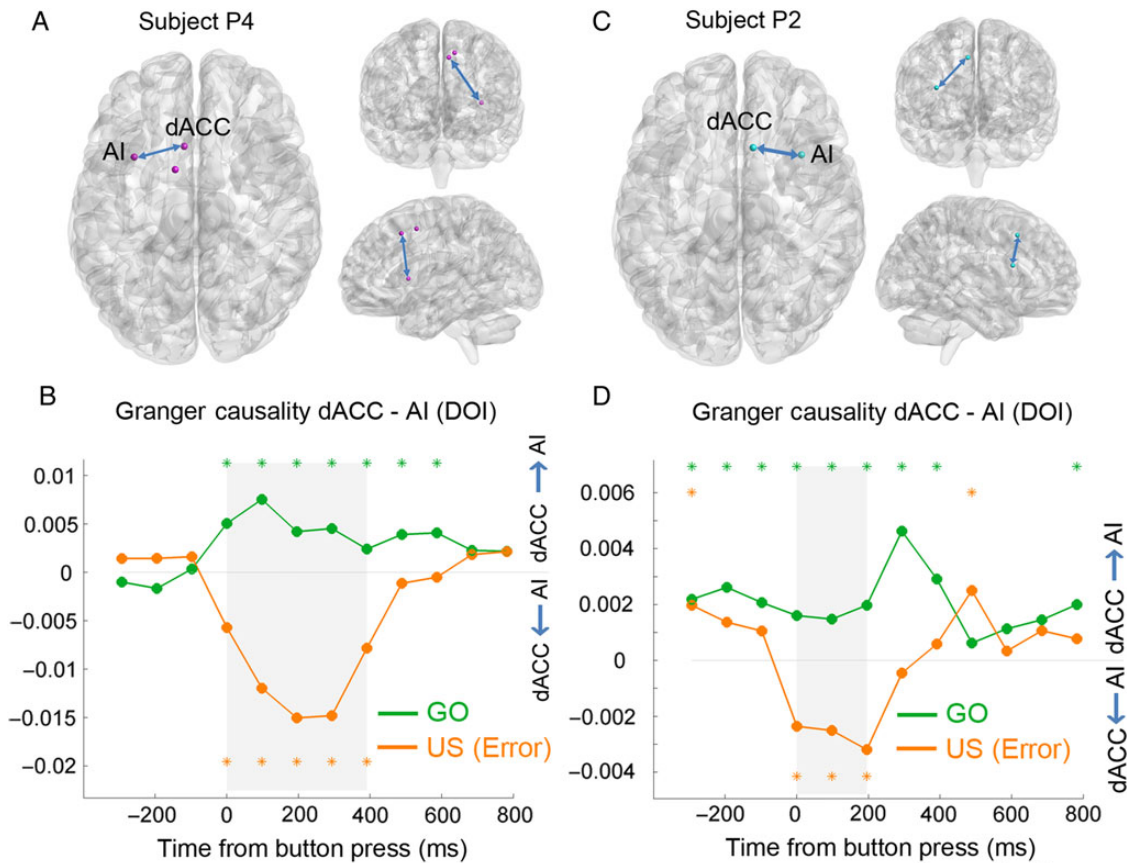 A
Subject P4
dACC
AI
C
Subject P2
dACC
AI
B
Granger causality dACC - AI (DOI)
0.01
0.005
0
−0.005
−0.01
−0.015
−0.02
dACC → AI
dACC ← AI
GO
US (Error)
−200 0 200 400 600 800
Time from button press (ms)
D
Granger causality dACC - AI (DOI)
0.006
0.004
0.002
0
−0.002
−0.004
dACC → AI
dACC ← AI
GO
US (Error)
−200 0 200 400 600 800
Time from button press (ms)